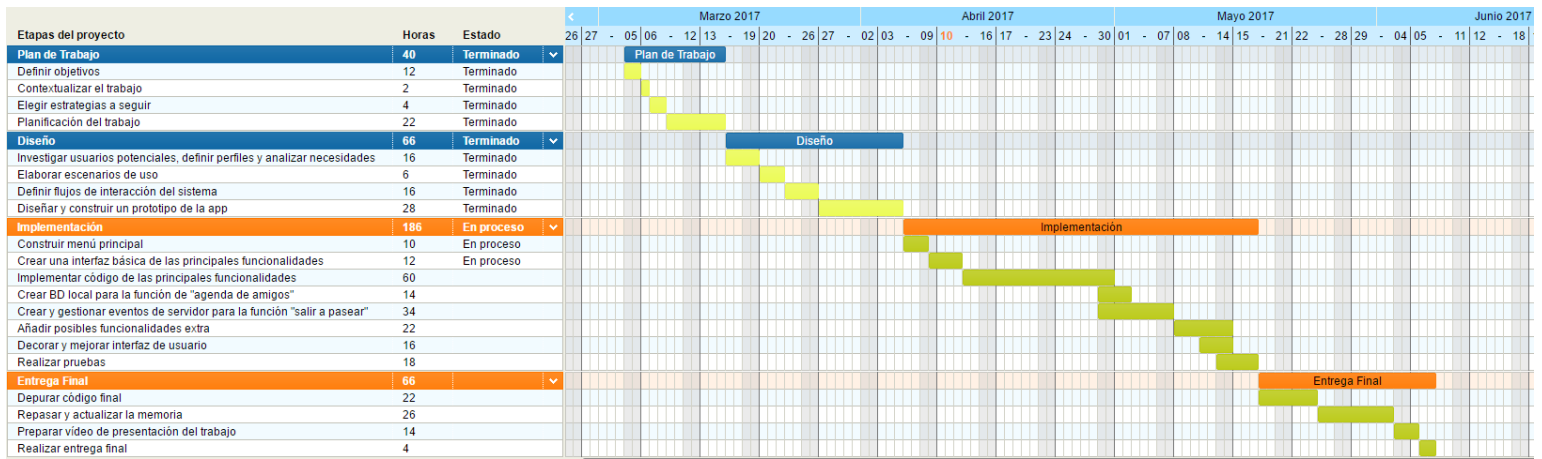 Marzo 2017 Abril 2017 Mayo 2017 Junio 2017
Etapas del proyecto Horas Estado 26 27 - 05 06 - 12 13 - 19 20 - 26 27 - 02 03 - 09 10 - 16 17 - 23 24 - 30 01 - 07 08 - 14 15 - 21 22 - 28 29 - 04 05 - 11 12 - 18
Plan de Trabajo 40 Terminado Plan de Trabajo
Definir objetivos 12 Terminado
Contextualizar el trabajo 2 Terminado
Elegir estrategias a seguir 4 Terminado
Planificación del trabajo 22 Terminado
Diseño 66 Terminado Diseño
Investigar usuarios potenciales, definir perfiles y analizar necesidades 16 Terminado
Elaborar escenarios de uso 6 Terminado
Definir flujos de interacción del sistema 16 Terminado
Diseñar y construir un prototipo de la app 28 Terminado
Implementación 186 En proceso Implementación
Construir menú principal 10 En proceso
Crear una interfaz básica de las principales funcionalidades 12 En proceso
Implementar código de las principales funcionalidades 60
Crear BD local para la función de "agenda de amigos" 14
Crear y gestionar eventos de servidor para la función "salir a pasear" 34
Añadir posibles funcionalidades extra 22
Decorar y mejorar interfaz de usuario 16
Realizar pruebas 18
Entrega Final 66 Entrega Final
Depurar código final 22
Repasar y actualizar la memoria 26
Preparar vídeo de presentación del trabajo 14
Realizar entrega final 4